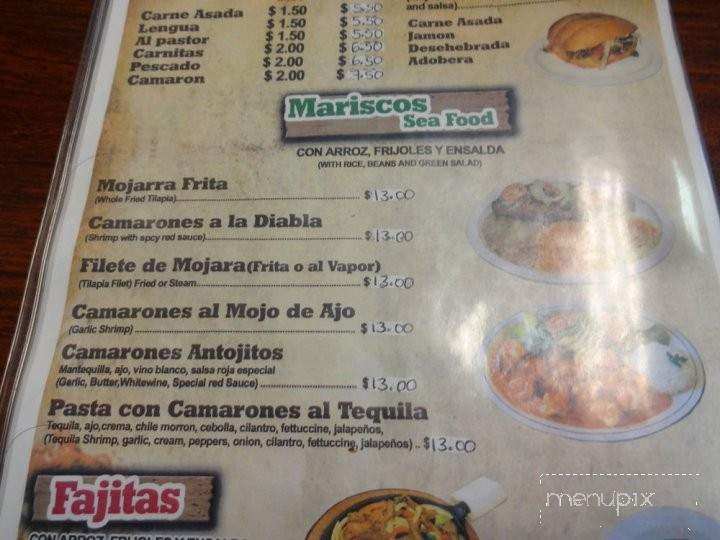 and salsa)
Carne Asada $ 1.50 $ 5.50
Lengua $ 1.50 $ 5.50
Al pastor $ 1.50 $ 5.50
Carnitas $ 2.00 $ 6.50
Pescado $ 2.00 $ 6.50
Camaron $ 2.00 $ 7.50
Carne Asada
Jamon
Desehebrada
Adobera
Mariscos
Sea Food
CON ARROZ, FRIJOLES Y ENSALDA
(WITH RICE, BEANS AND GREEN SALAD)
Mojarra Frita
(Whole Fried Tilapia) $13.00
Camarones a la Diabla
(Shrimp with spcy red sauce) $13.00
Filete de Mojara (Frita o al Vapor)
(Tilapia Filet) Fried or Steam $13.00
Camarones al Mojo de Ajo
(Garlic Shrimp) $13.00
Camarones Antojitos
Mantequilla, ajo, vino blanco, salsa roja especial
(Garlic, Butter,Whitewine, Special red Sauce) $13.00
Pasta con Camarones al Tequila
Tequila, ajo,crema, chile morron, cebolla, cilantro, fettuccine, jalapeños,
(Tequila Shrimp, garlic, cream, peppers, onion, cilantro, fettuccine, jalapeños) .. $13.00
Fajitas
menupix